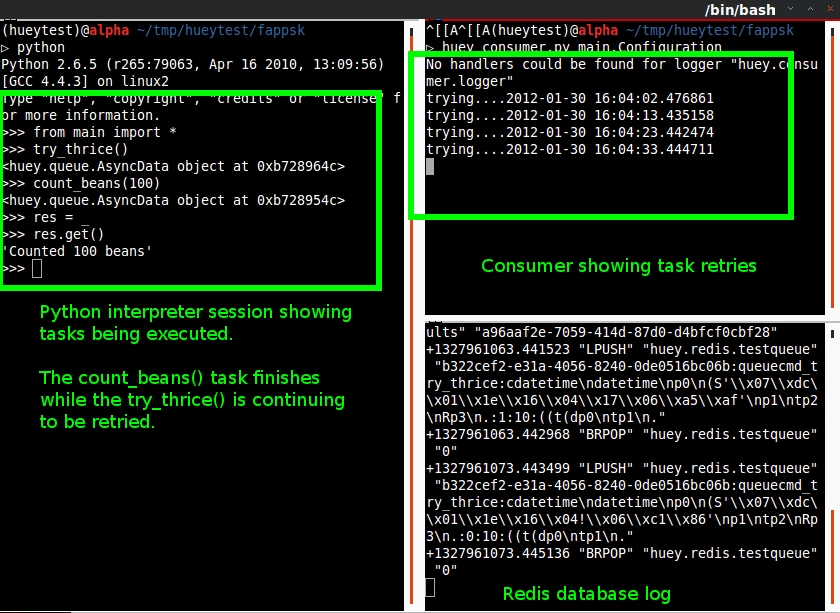 /bin/bash
(hueytest)@alpha ~/tmp/hueytest/fappsk
▷ python
Python 2.6.5 (r265:79063, Apr 16 2010, 13:09:56)
[GCC 4.4.3] on linux2
Type "help", "copyright", "credits" or "license" f
or more information.
>>> from main import *
>>> try_thrice()
<huey.queue.AsyncData object at 0xb728964c>
>>> count_beans(100)
<huey.queue.AsyncData object at 0xb728954c>
>>> res = _
>>> res.get()
'Counted 100 beans'
>>>
Python interpreter session showing
tasks being executed.
The count_beans() task finishes
while the try_thrice() is continuing
to be retried.
^[[A^[[A(hueytest)@alpha ~/tmp/hueytest/fappsk
▷ huey_consumer.py main.Configuration
No handlers could be found for logger "huey.consu
mer.logger"
trying....2012-01-30 16:04:02.476861
trying....2012-01-30 16:04:13.435158
trying....2012-01-30 16:04:23.442474
trying....2012-01-30 16:04:33.444711
Consumer showing task retries
ults" "a96aaf2e-7059-414d-87d0-d4bfcf0cbf28"
+1327961063.441523 "LPUSH" "huey.redis.testqueue"
"b322cef2-e31a-4056-8240-0de0516bc06b:queuecmd_t
ry_thrice:cdatetime\ndatetime\np0\n(S'\\x07\\xdc\
\x01\\x1e\\x16\\x04\\x17\\x06\\xa5\\xaf'\np1\ntp2
\nRp3\n.:1:10:((t(dp0\ntp1\n."
+1327961063.442968 "BRPOP" "huey.redis.testqueue"
"0"
+1327961073.443499 "LPUSH" "huey.redis.testqueue"
"b322cef2-e31a-4056-8240-0de0516bc06b:queuecmd_t
ry_thrice:cdatetime\ndatetime\np0\n(S'\\x07\\xdc\
\x01\\x1e\\x16\\x04!\\x06\\xc1\\x86'\np1\ntp2\nRp
3\n.:0:10:((t(dp0\ntp1\n."
+1327961073.445136 "BRPOP" "huey.redis.testqueue"
"0"
Redis database log